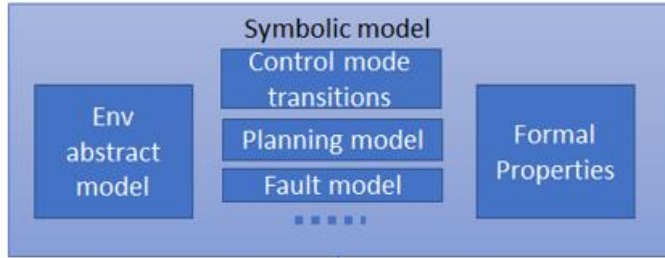 Symbolic model
Control mode
transitions
Env
abstract
model
Planning model
Fault model
Formal
Properties